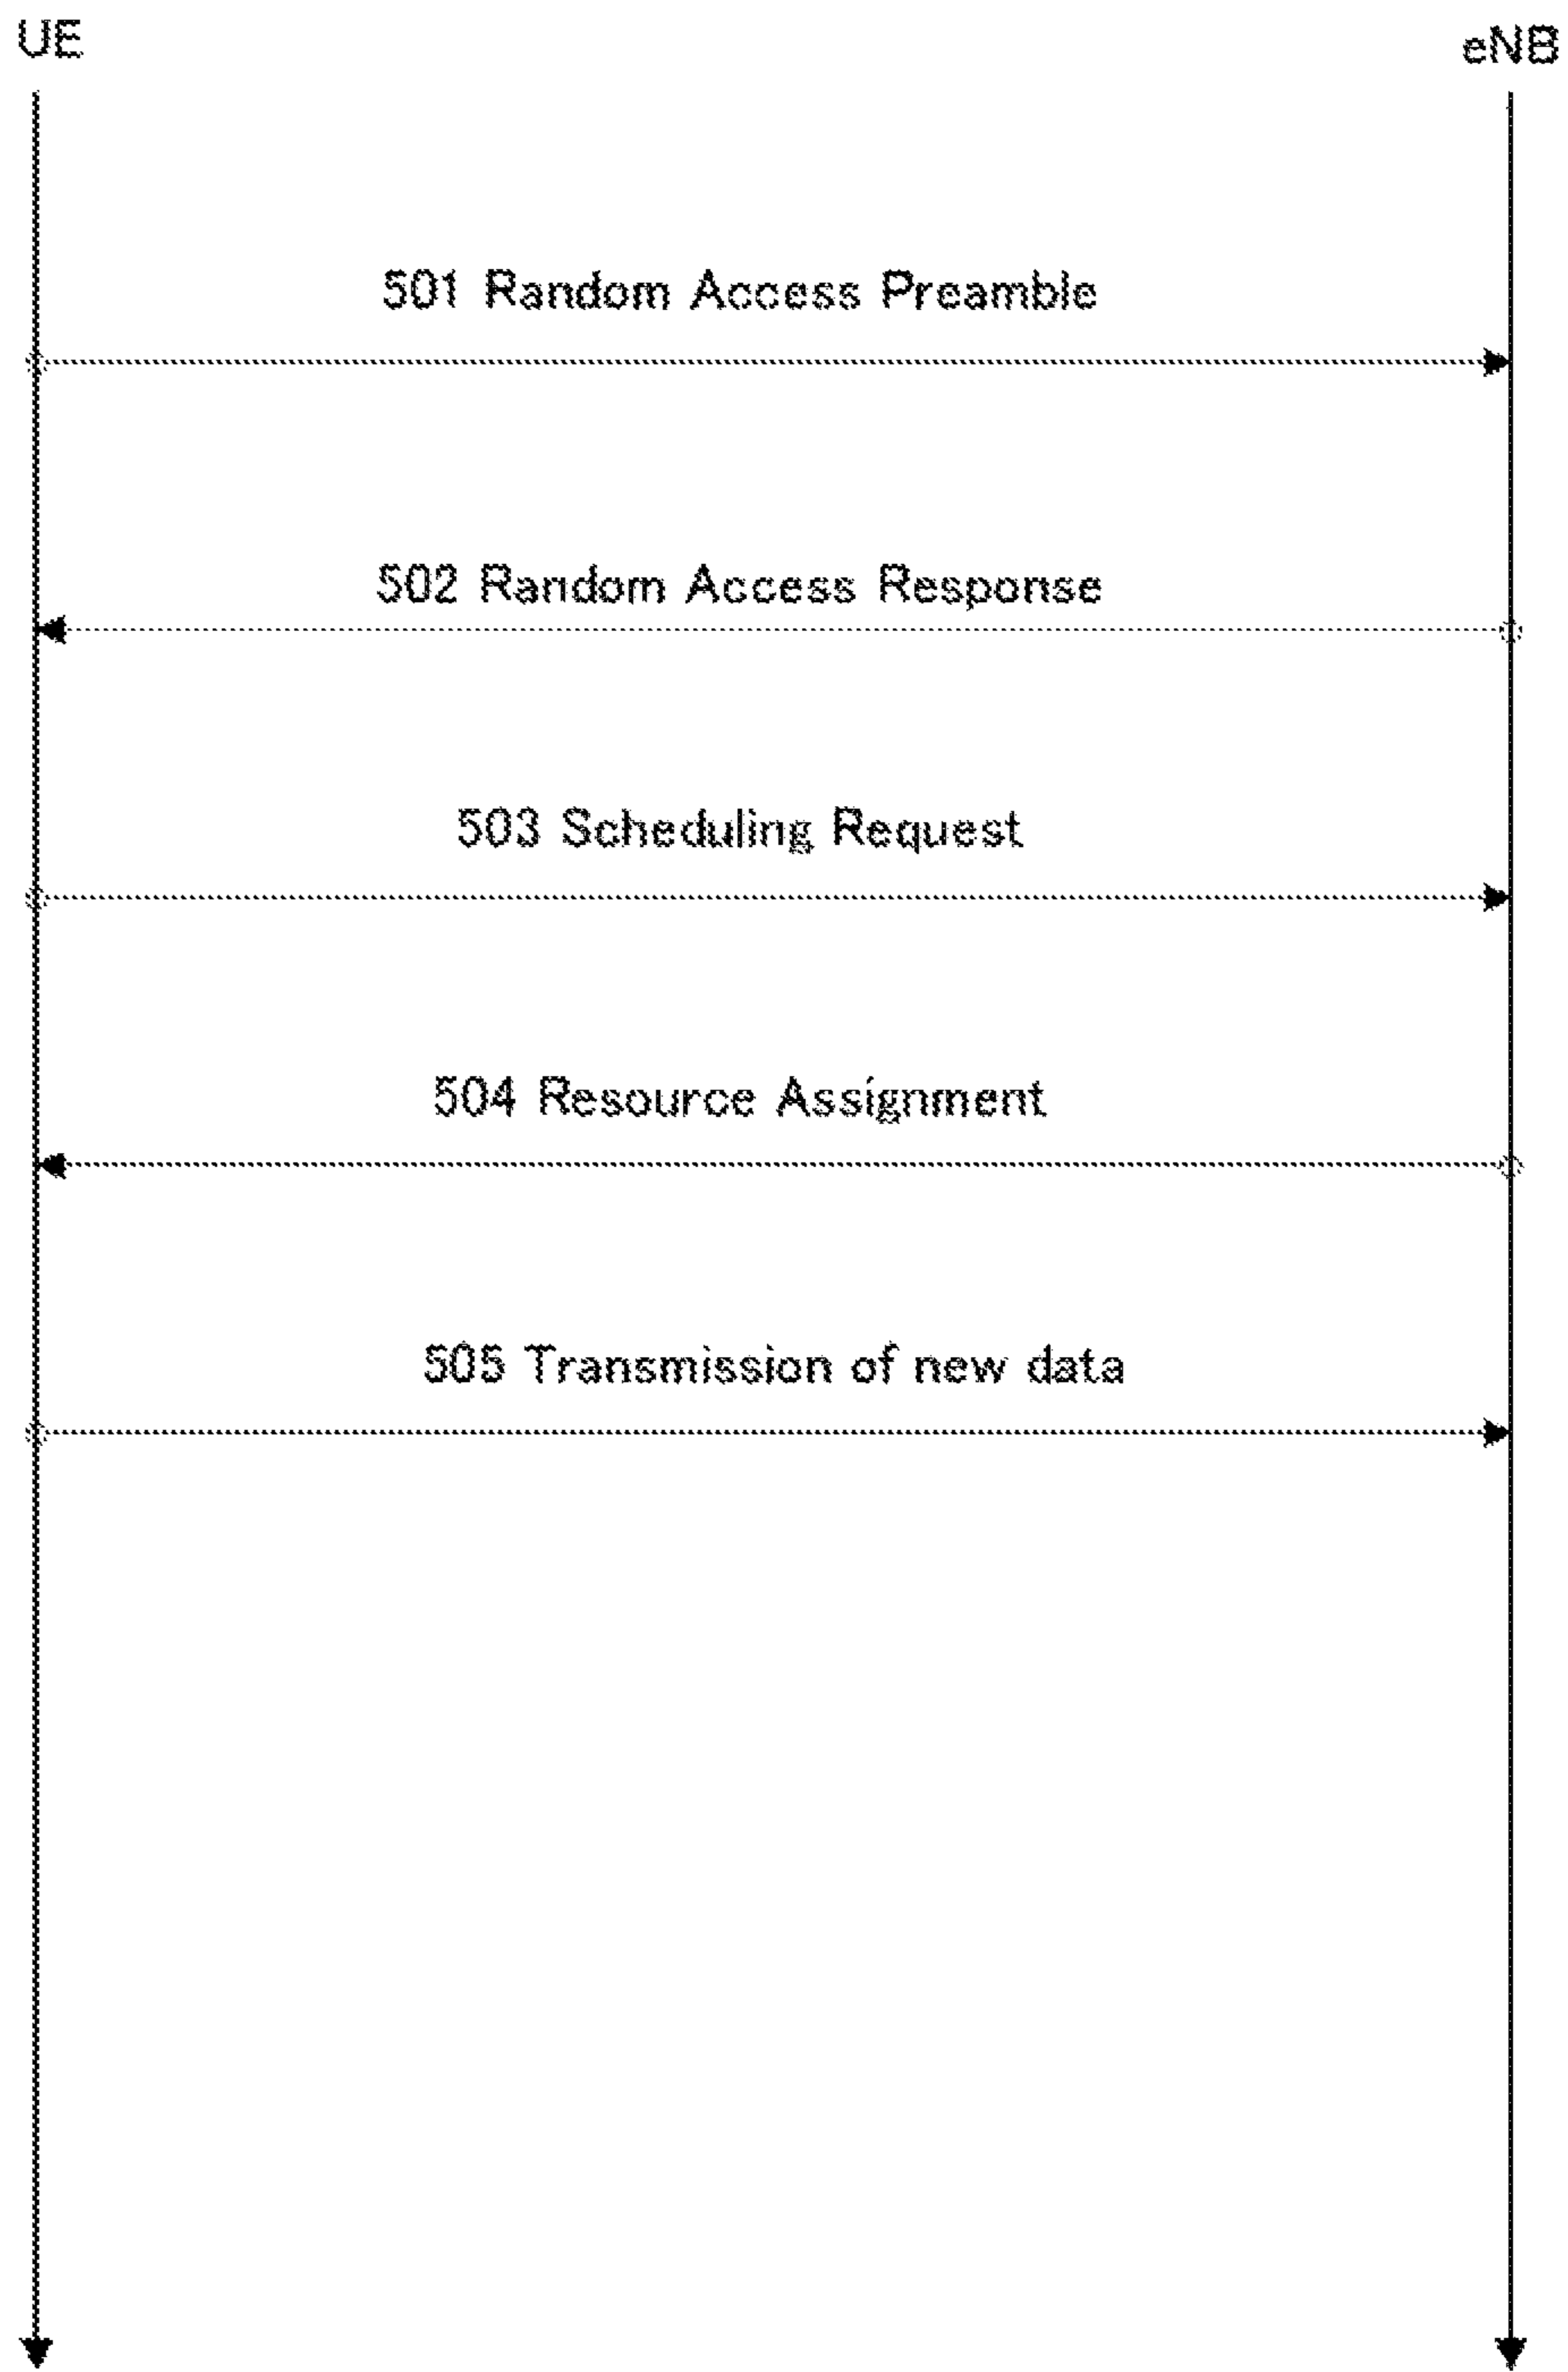 UE
eNB
501 Random Access Preamble
502 Random Access Response
503 Scheduling Request
504 Resource Assignment
505 Transmission of new data